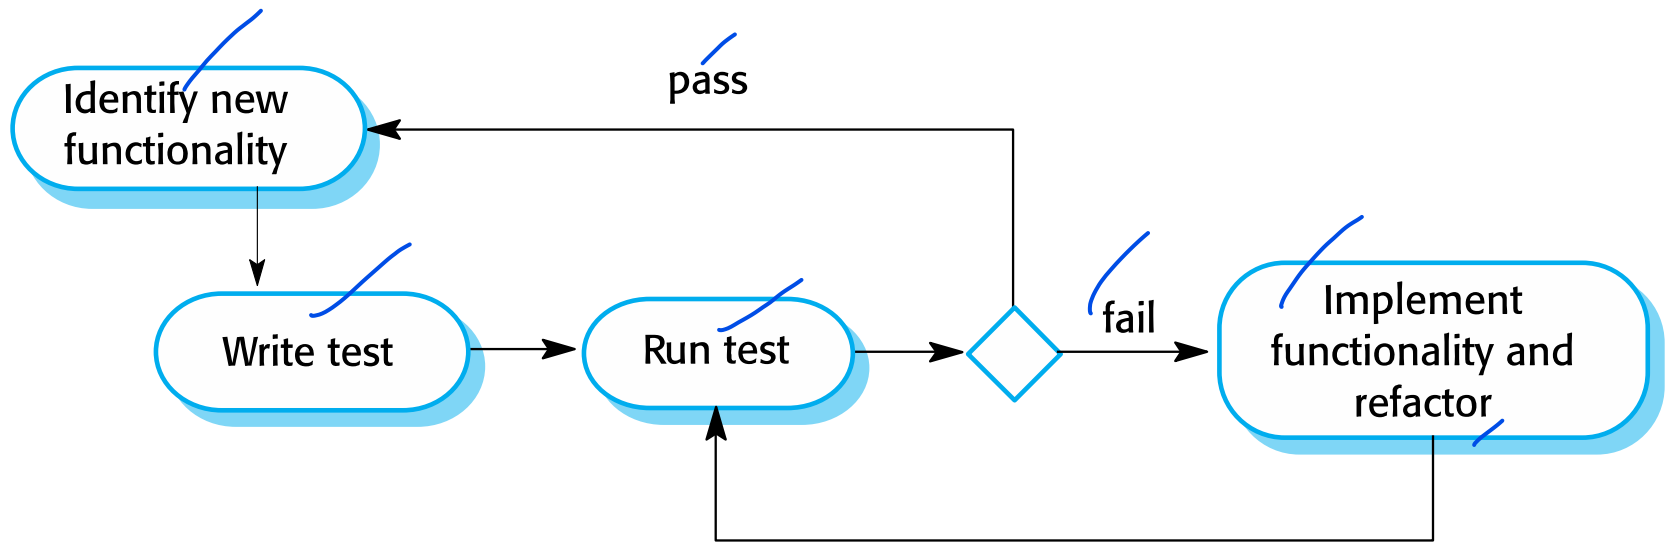 Identify new
functionality
pass
Write test
Run test
fail
Implement
functionality and
refactor